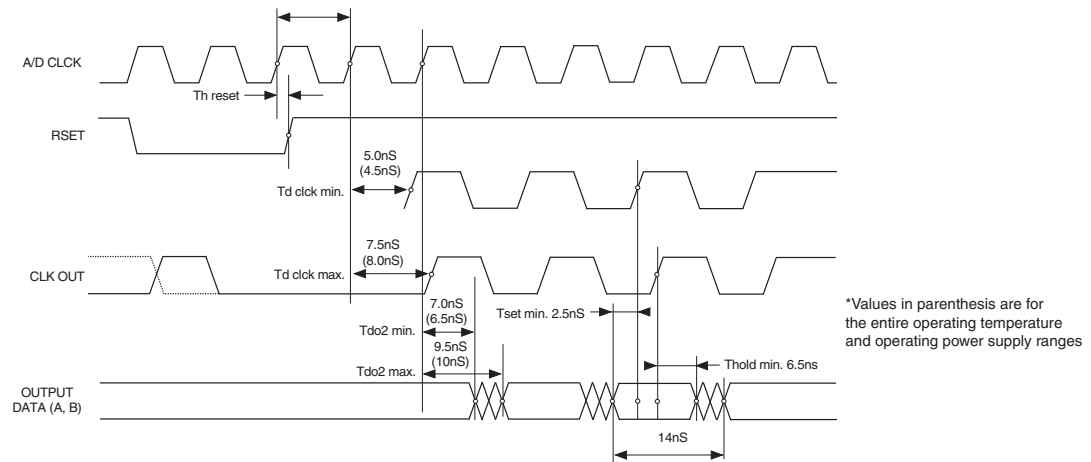 A/D CLCK
Th reset
RSET
5.0nS
(4.5nS)
Td clck min.
7.5nS
(8.0nS)
Td clck max.
CLK OUT
7.0nS
(6.5nS)
Tdo2 min.
Tset min. 2.5nS
9.5nS
(10nS)
Tdo2 max.
Thold min. 6.5ns
OUTPUT
DATA (A, B)
14nS
*Values in parenthesis are for
the entire operating temperature
and operating power supply ranges